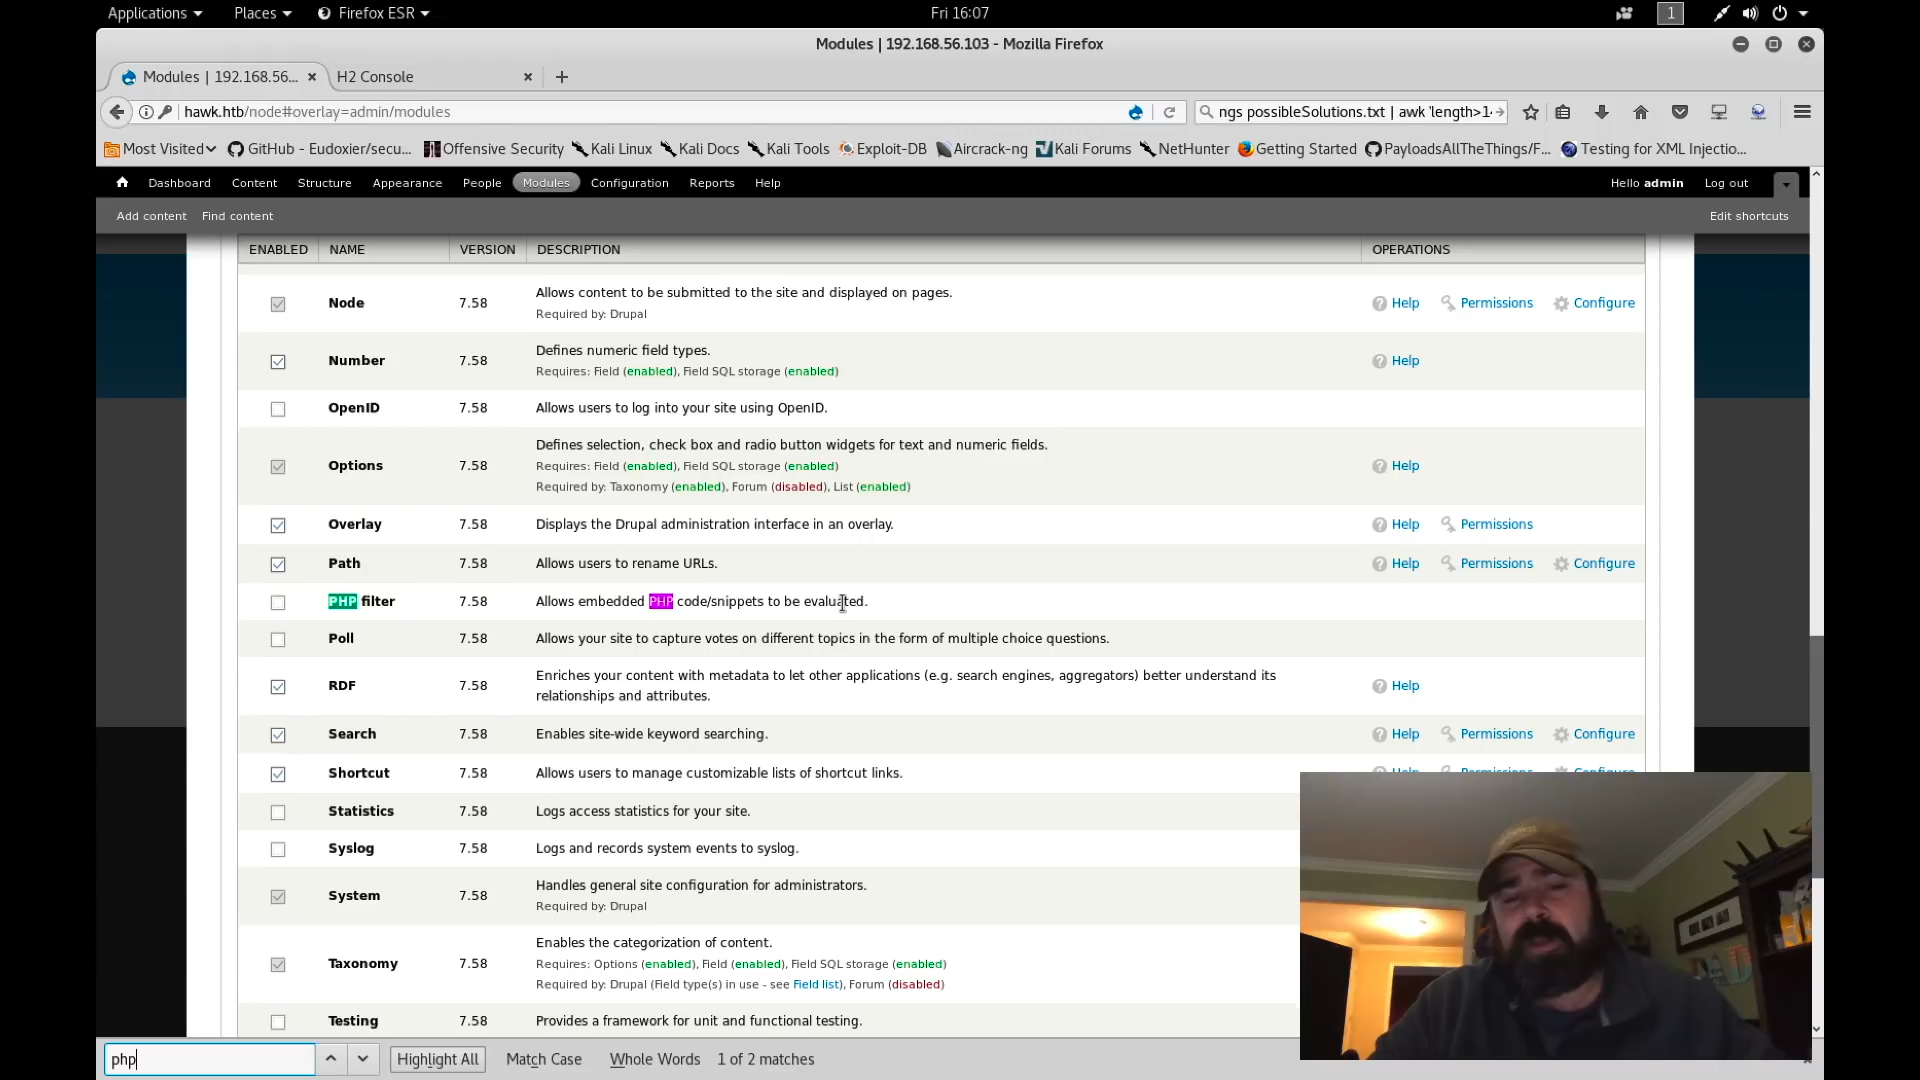 Applications Places Firefox ESR Fri 16:07 1
Modules | 192.168.56.103 - Mozilla Firefox
Modules | 192.168.56... H2 Console
hawk.htb/node#overlay=admin/modules ngs possibleSolutions.txt | awk 'length>1
Most Visited GitHub - Eudoxier/secu... Offensive Security Kali Linux Kali Docs Kali Tools Exploit-DB Aircrack-ng Kali Forums NetHunter Getting Started PayloadsAllTheThings/F... Testing for XML Injectio...
Dashboard Content Structure Appearance People Modules Configuration Reports Help Hello admin Log out
Add content Find content Edit shortcuts
ENABLED NAME VERSION DESCRIPTION OPERATIONS
Node 7.58 Allows content to be submitted to the site and displayed on pages. Help Permissions Configure
Required by: Drupal
Number 7.58 Defines numeric field types. Help
Requires: Field (enabled), Field SQL storage (enabled)
OpenID 7.58 Allows users to log into your site using OpenID.
Options 7.58 Defines selection, check box and radio button widgets for text and numeric fields. Help
Requires: Field (enabled), Field SQL storage (enabled)
Required by: Taxonomy (enabled), Forum (disabled), List (enabled)
Overlay 7.58 Displays the Drupal administration interface in an overlay. Help Permissions
Path 7.58 Allows users to rename URLs. Help Permissions Configure
PHP filter 7.58 Allows embedded PHP code/snippets to be evaluated.
Poll 7.58 Allows your site to capture votes on different topics in the form of multiple choice questions.
RDF 7.58 Enriches your content with metadata to let other applications (e.g. search engines, aggregators) better understand its Help
relationships and attributes.
Search 7.58 Enables site-wide keyword searching. Help Permissions Configure
Shortcut 7.58 Allows users to manage customizable lists of shortcut links. Help Permissions Configure
Statistics 7.58 Logs access statistics for your site.
Syslog 7.58 Logs and records system events to syslog.
System 7.58 Handles general site configuration for administrators.
Required by: Drupal
Taxonomy 7.58 Enables the categorization of content.
Requires: Options (enabled), Field (enabled), Field SQL storage (enabled)
Required by: Drupal (Field type(s) in use - see Field list), Forum (disabled)
Testing 7.58 Provides a framework for unit and functional testing.
php Highlight All Match Case Whole Words 1 of 2 matches